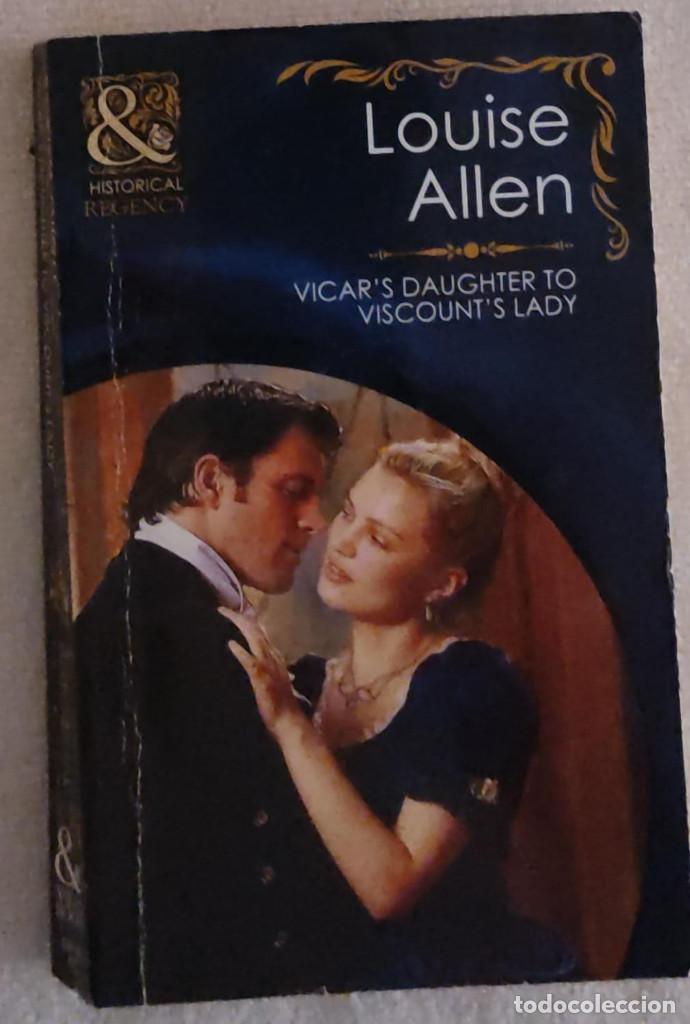 &
HISTORICAL
REGENCY
Louise
Allen
VICAR'S DAUGHTER TO
VISCOUNT'S LADY
&
todocoleccion